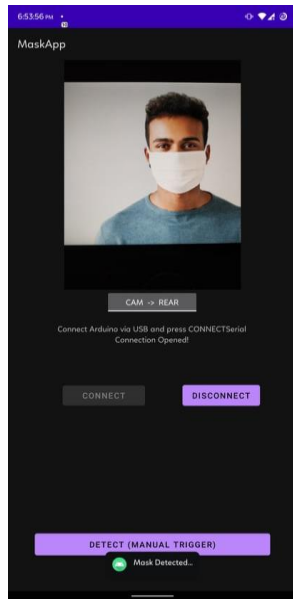 6:53:56 PM
MaskApp
CAM -> REAR
Connect Arduino via USB and press CONNECTSerial
Connection Opened!
CONNECT
DISCONNECT
DETECT (MANUAL TRIGGER)
Mask Detected...